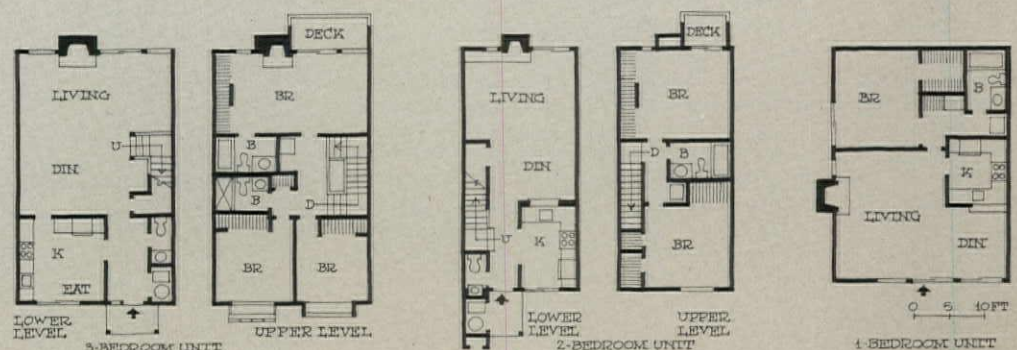 LIVING
U
DIN
K
EAT
LOWER
LEVEL
DECK
BR
B
B
D
BR
BR
UPPER LEVEL
3-BEDROOM UNIT
LIVING
DIN
U
K
LOWER
LEVEL
DECK
BR
D
B
BR
UPPER
LEVEL
2-BEDROOM UNIT
BR
B
K
LIVING
DIN
0 5 10FT
1-BEDROOM UNIT